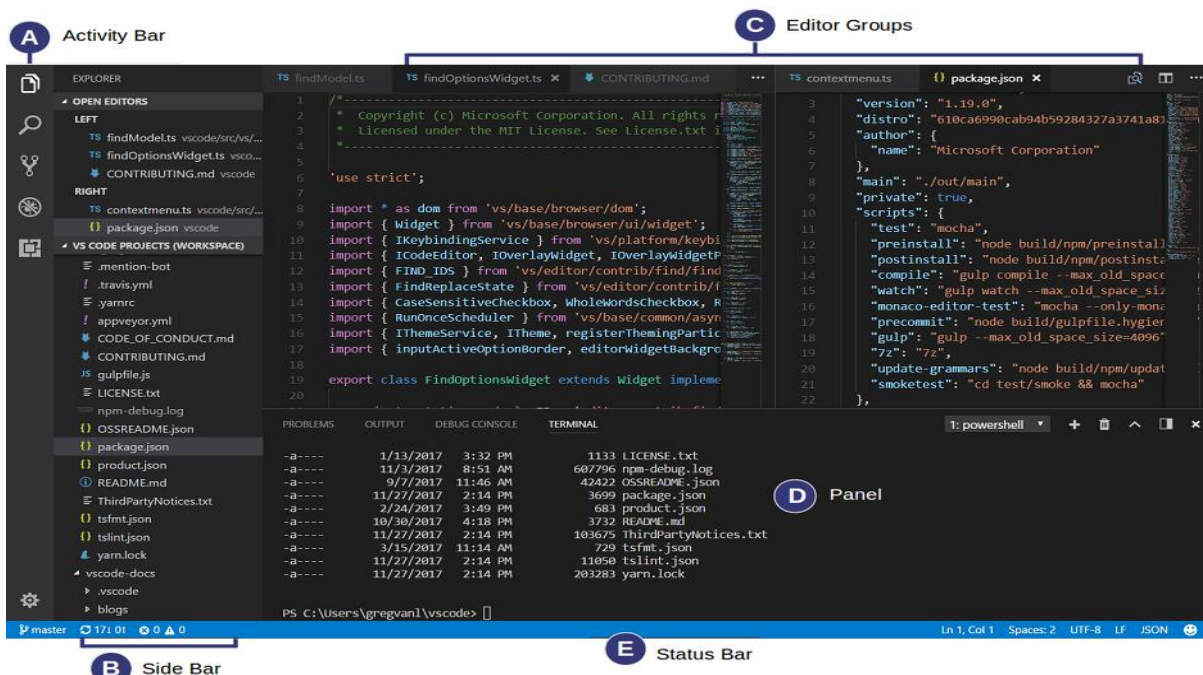 A Activity Bar
C Editor Groups
EXPLORER
OPEN EDITORS
LEFT
TS findModel.ts vscode/src/vs/...
TS findOptionsWidget.ts vsco...
CONTRIBUTING.md vscode
RIGHT
TS contextmenu.ts vscode/src/...
{} package.json vscode
VS CODE PROJECTS (WORKSPACE)
.mention-bot
! .travis.yml
.yarnrc
! appveyor.yml
CODE_OF_CONDUCT.md
CONTRIBUTING.md
JS gulpfile.js
LICENSE.txt
npm-debug.log
{} OSSREADME.json
{} package.json
{} product.json
README.md
ThirdPartyNotices.txt
{} tsfmt.json
{} tslint.json
yarn.lock
vscode-docs
.vscode
blogs
TS findModel.ts TS findOptionsWidget.ts × CONTRIBUTING.md ...
1 /*--------------------------------------------------------
2 * Copyright (c) Microsoft Corporation. All rights r
3 * Licensed under the MIT License. See License.txt i
4 *--------------------------------------------------------
5
6 'use strict';
7
8 import * as dom from 'vs/base/browser/dom';
9 import { Widget } from 'vs/base/browser/ui/widget';
10 import { IKeybindingService } from 'vs/platform/keybi
11 import { ICodeEditor, IOverlayWidget, IOverlayWidgetP
12 import { FIND_IDS } from 'vs/editor/contrib/find/find
13 import { FindReplaceState } from 'vs/editor/contrib/f
14 import { CaseSensitiveCheckbox, WholeWordsCheckbox, R
15 import { RunOnceScheduler } from 'vs/base/common/asyn
16 import { IThemeService, ITheme, registerThemingPartic
17 import { inputActiveOptionBorder, editorWidgetBackgro
18
19 export class FindOptionsWidget extends Widget impleme
20
TS contextmenu.ts {} package.json × ...
3 "version": "1.19.0",
4 "distro": "610ca6990cab94b59284327a3741a81
5 "author": {
6 "name": "Microsoft Corporation"
7 },
8 "main": "./out/main",
9 "private": true,
10 "scripts": {
11 "test": "mocha",
12 "preinstall": "node build/npm/preinstall
13 "postinstall": "node build/npm/postinsta
14 "compile": "gulp compile --max_old_space
15 "watch": "gulp watch --max_old_space_siz
16 "monaco-editor-test": "mocha --only-mona
17 "precommit": "node build/gulpfile.hygien
18 "gulp": "gulp --max_old_space_size=4096"
19 "7z": "7z",
20 "update-grammars": "node build/npm/updat
21 "smoketest": "cd test/smoke && mocha"
22 },
PROBLEMS OUTPUT DEBUG CONSOLE TERMINAL 1: powershell
-a---- 1/13/2017 3:32 PM 1133 LICENSE.txt
-a---- 11/3/2017 8:51 AM 607796 npm-debug.log
-a---- 9/7/2017 11:46 AM 42422 OSSREADME.json
-a---- 11/27/2017 2:14 PM 3699 package.json
-a---- 2/24/2017 3:49 PM 683 product.json
-a---- 10/30/2017 4:18 PM 3732 README.md
-a---- 11/27/2017 2:14 PM 103675 ThirdPartyNotices.txt
-a---- 3/15/2017 11:14 AM 729 tsfmt.json
-a---- 11/27/2017 2:14 PM 11050 tslint.json
-a---- 11/27/2017 2:14 PM 203283 yarn.lock
D Panel
PS C:\Users\gregvanl\vscode>
master 17↓ 0↑ 0 0 Ln 1, Col 1 Spaces: 2 UTF-8 LF JSON
B Side Bar
E Status Bar